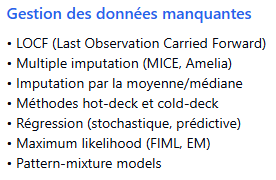 Gestion des données manquantes
• LOCF (Last Observation Carried Forward)
• Multiple imputation (MICE, Amelia)
• Imputation par la moyenne/médiane
• Méthodes hot-deck et cold-deck
• Régression (stochastique, prédictive)
• Maximum likelihood (FIML, EM)
• Pattern-mixture models